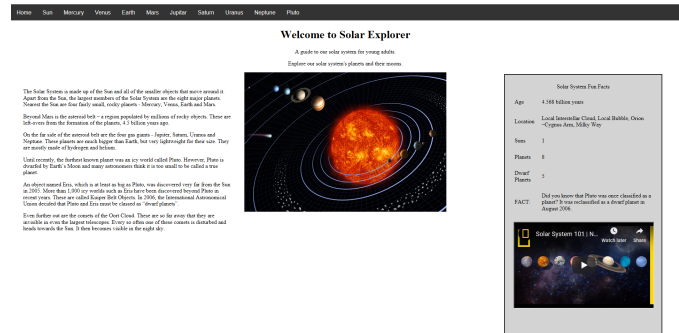 Home Sun Mercury Venus Earth Mars Jupitar Saturn Uranus Neptune Pluto
Welcome to Solar Explorer
A guide to our solar system for young adults.
Explore our solar system's planets and their moons
The Solar System is made up of the Sun and all of the smaller objects that move around it.
Apart from the Sun, the largest members of the Solar System are the eight major planets.
Nearest the Sun are four fairly small, rocky planets - Mercury, Venus, Earth and Mars.
Beyond Mars is the asteroid belt – a region populated by millions of rocky objects. These are
left-overs from the formation of the planets, 4.5 billion years ago.
On the far side of the asteroid belt are the four gas giants - Jupiter, Saturn, Uranus and
Neptune. These planets are much bigger than Earth, but very lightweight for their size. They
are mostly made of hydrogen and helium.
Until recently, the furthest known planet was an icy world called Pluto. However, Pluto is
dwarfed by Earth's Moon and many astronomers think it is too small to be called a true
planet.
An object named Eris, which is at least as big as Pluto, was discovered very far from the Sun
in 2005. More than 1,000 icy worlds such as Eris have been discovered beyond Pluto in
recent years. These are called Kuiper Belt Objects. In 2006, the International Astronomical
Union decided that Pluto and Eris must be classed as "dwarf planets".
Even further out are the comets of the Oort Cloud. These are so far away that they are
invisible in even the largest telescopes. Every so often one of these comets is disturbed and
heads towards the Sun. It then becomes visible in the night sky.
Solar System Fun Facts
Age 4.568 billion years
Location Local Interstellar Cloud, Local Bubble, Orion
–Cygnus Arm, Milky Way
Suns 1
Planets 8
Dwarf
Planets 5
Did you know that Pluto was once classified as a
FACT: planet? It was reclassified as a dwarf planet in
August 2006.
Solar System 101 | N...
Watch later Share